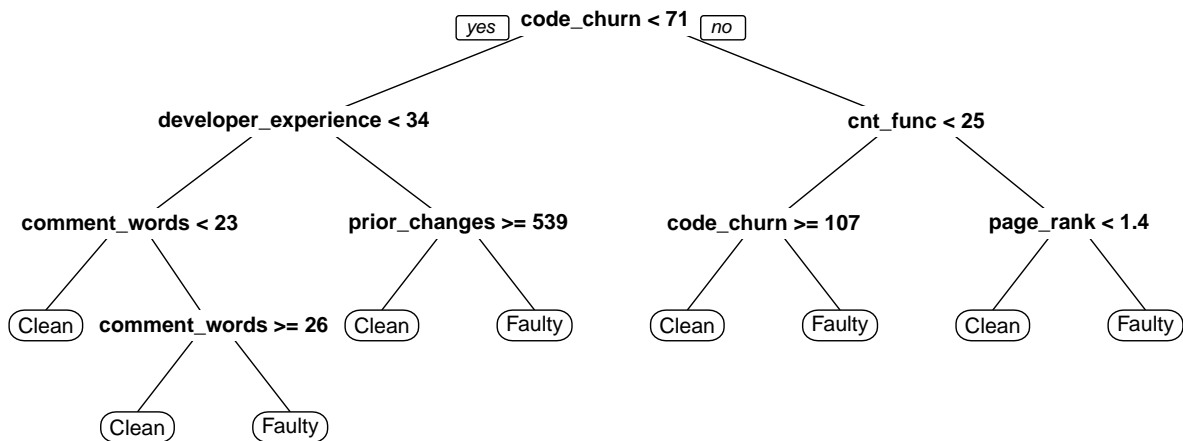 code_churn < 71
yes no
developer_experience < 34 cnt_func < 25
comment_words < 23 prior_changes >= 539 code_churn >= 107 page_rank < 1.4
Clean comment_words >= 26 Clean Faulty Clean Faulty Clean Faulty
Clean Faulty